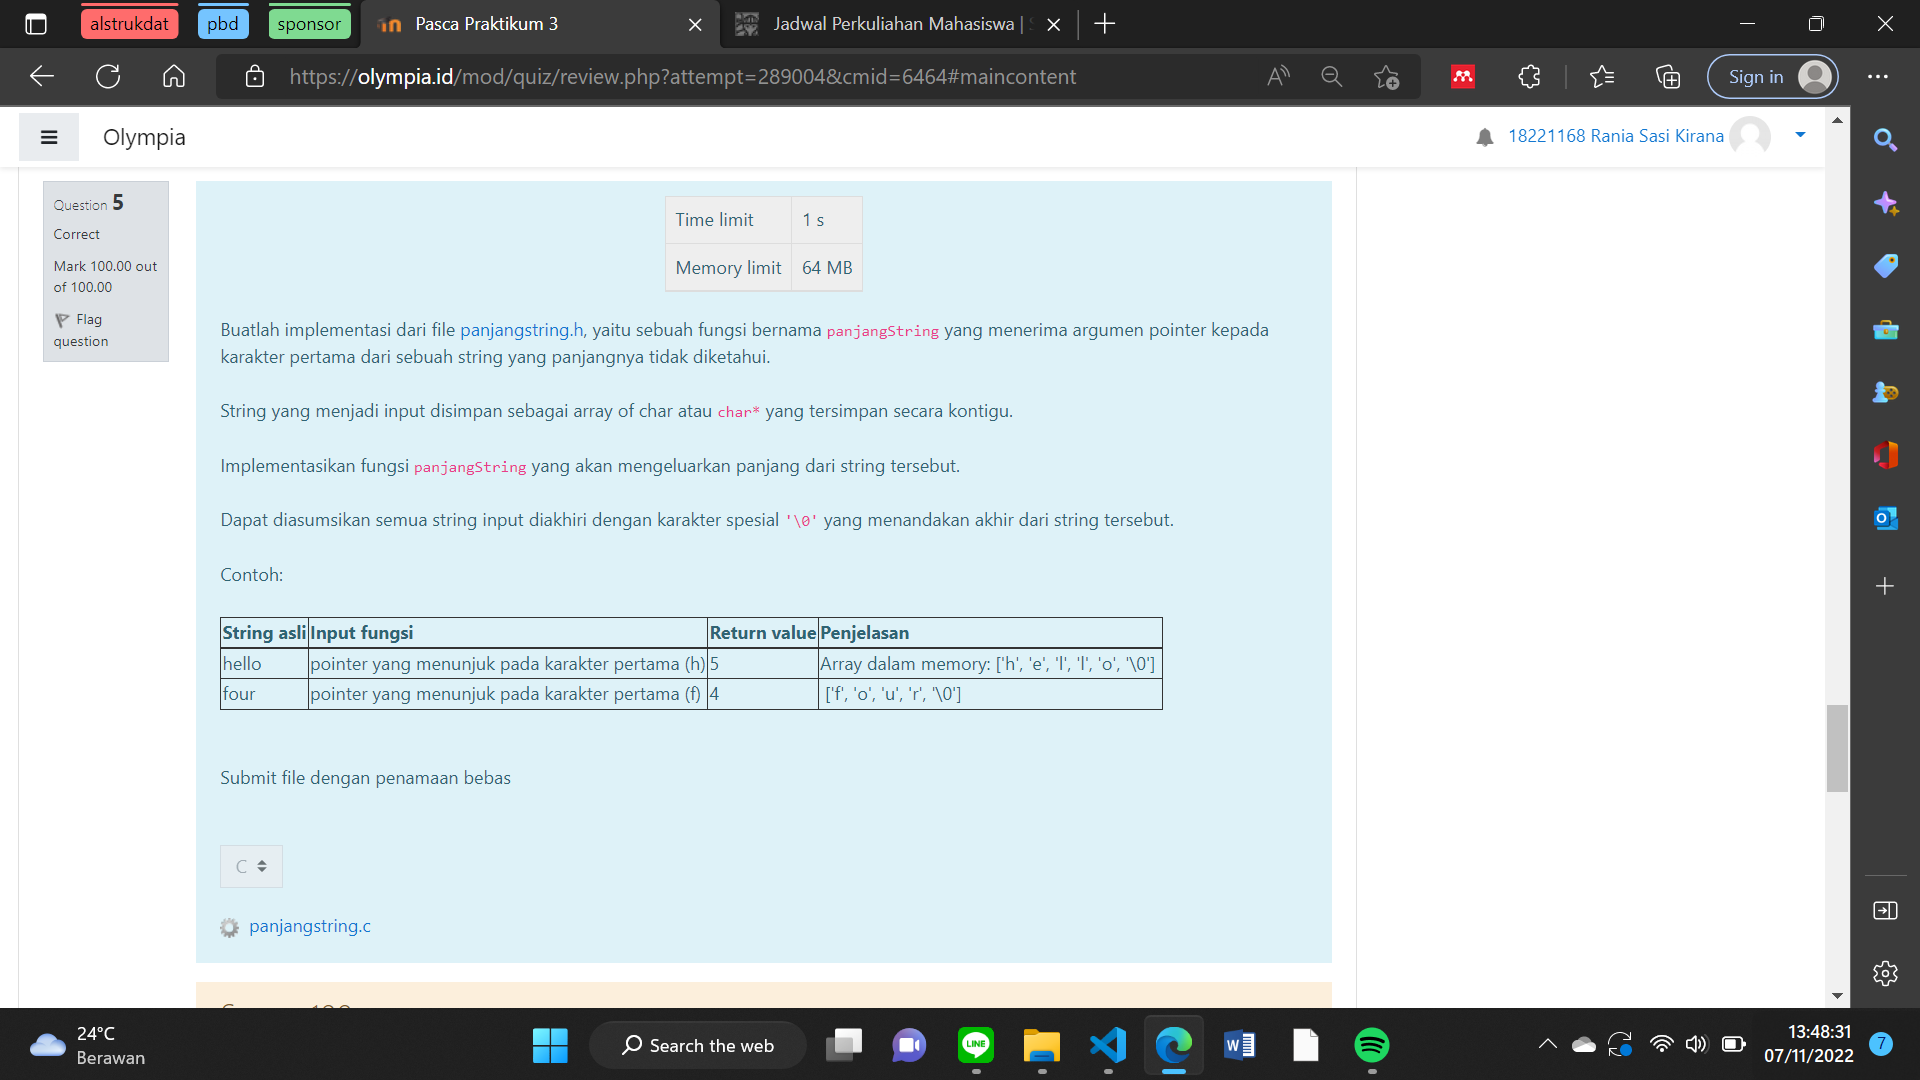 alstrukdat
pbd
sponsor
Pasca Praktikum 3
Jadwal Perkuliahan Mahasiswa |
https://olympia.id/mod/quiz/review.php?attempt=289004&cmid=6464#maincontent
Sign in
Olympia
18221168 Rania Sasi Kirana
Question 5
Correct
Mark 100.00 out
of 100.00
Flag
question
Time limit 1 s
Memory limit 64 MB
Buatlah implementasi dari file panjangstring.h, yaitu sebuah fungsi bernama panjangString yang menerima argumen pointer kepada
karakter pertama dari sebuah string yang panjangnya tidak diketahui.
String yang menjadi input disimpan sebagai array of char atau char* yang tersimpan secara kontigu.
Implementasikan fungsi panjangString yang akan mengeluarkan panjang dari string tersebut.
Dapat diasumsikan semua string input diakhiri dengan karakter spesial '\0' yang menandakan akhir dari string tersebut.
Contoh:
String asli Input fungsi Return value Penjelasan
hello pointer yang menunjuk pada karakter pertama (h) 5 Array dalam memory: ['h', 'e', 'l', 'l', 'o', '\0']
four pointer yang menunjuk pada karakter pertama (f) 4 ['f', 'o', 'u', 'r', '\0']
Submit file dengan penamaan bebas
C
panjangstring.c
24°C
Berawan
Search the web
LINE
13:48:31
07/11/2022
7